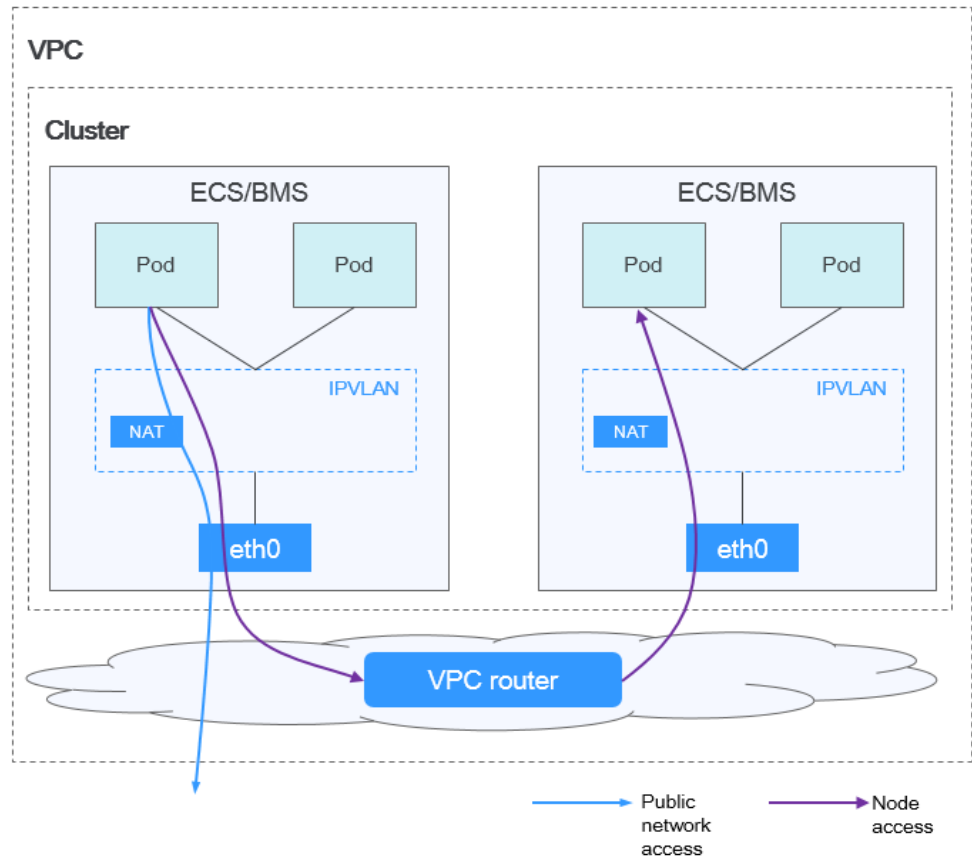 VPC
Cluster
ECS/BMS
Pod
Pod
IPVLAN
NAT
eth0
ECS/BMS
Pod
Pod
IPVLAN
NAT
eth0
VPC router
Public
network
access
Node
access